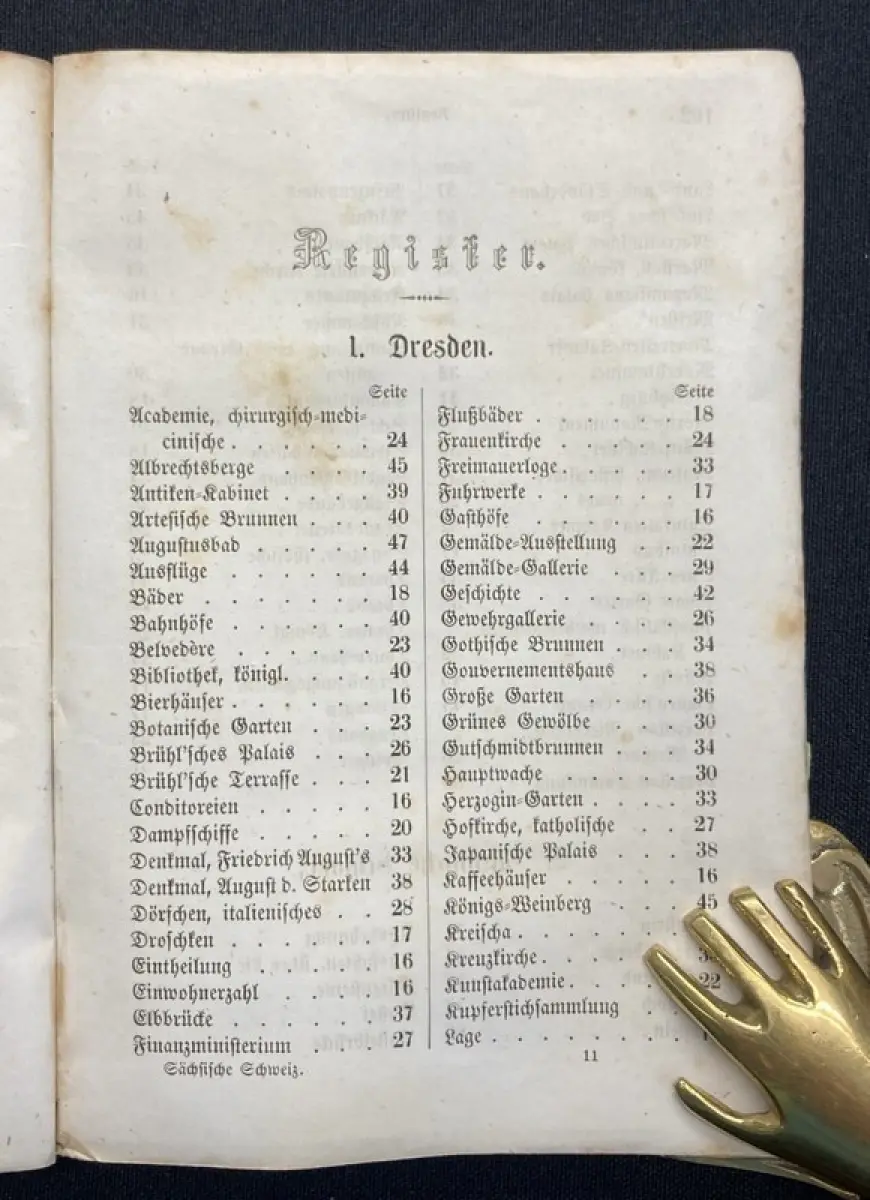 Register.
1. Dresden.
Seite
Academie, chirurgisch-medi-
cinische . . . . . . 24
Albrechtsberge . . . . 45
Antiken-Kabinet . . . . 39
Artesische Brunnen . . . 40
Augustusbad . . . . . 47
Ausflüge . . . . . 44
Bäder . . . . . . . 18
Bahnhöfe . . . . . . 40
Belvedère . . . . . 23
Bibliothek, königl. . . . 40
Bierhäuser . . . . . . 16
Botanische Garten . . . 23
Brühl'sches Palais . . . 26
Brühl'sche Terrasse . . . 21
Conditoreien . . . . . 16
Dampfschiffe . . . . . 20
Denkmal, Friedrich August's 33
Denkmal, August d. Starken 38
Dörfchen, italienisches . . 28
Droschken . . . . . . 17
Eintheilung . . . . . 16
Einwohnerzahl . . . . 16
Elbbrücke . . . . . . 37
Finanzministerium . . . 27
Sächsische Schweiz.
Seite
Flußbäder . . . . . 18
Frauenkirche . . . . . 24
Freimauerloge . . . . . 33
Fuhrwerke . . . . . . 17
Gasthöfe . . . . . . 16
Gemälde-Ausstellung . . 22
Gemälde-Gallerie . . . 29
Geschichte . . . . . . 42
Gewehrgallerie . . . . 26
Gothische Brunnen . . . 34
Gouvernementshaus . . 38
Große Garten . . . . 36
Grünes Gewölbe . . . 30
Gutschmidtbrunnen . . . 34
Hauptwache . . . . . 30
Herzogin-Garten . . . . 33
Hofkirche, katholische . . 27
Japanische Palais . . . 38
Kaffeehäuser . . . . . 16
Königs-Weinberg . . . 45
Kreischa . . . . . .
Kreuzkirche . . . . .
Kunstakademie . . . . 22
Kupferstichsammlung .
Lage . . . . . . .
11